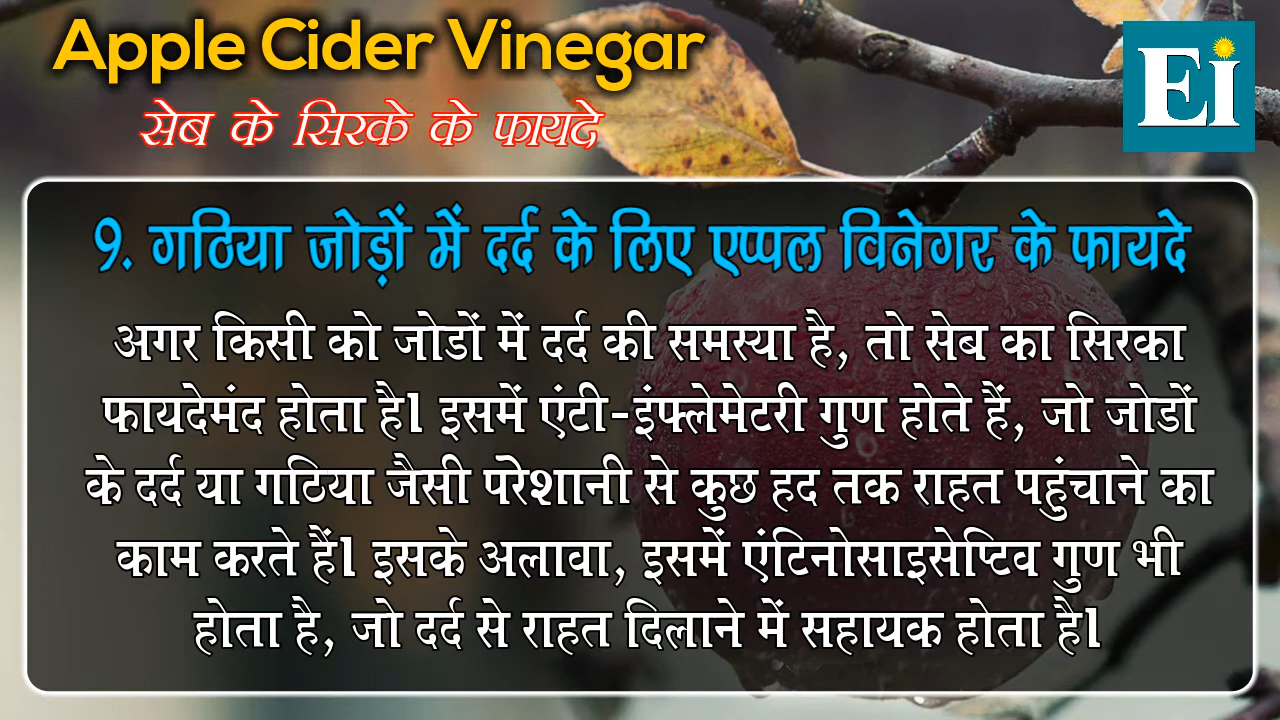 Apple Cider Vinegar
सेब के सिरके के फायदे
Ei
9. गठिया जोड़ों में दर्द के लिए एप्पल विनेगर के फायदे
अगर किसी को जोडों में दर्द की समस्या है, तो सेब का सिरका
फायदेमंद होता है। इसमें एंटी-इंफ्लेमेटरी गुण होते हैं, जो जोडों
के दर्द या गठिया जैसी परेशानी से कुछ हद तक राहत पहुंचाने का
काम करते हैं। इसके अलावा, इसमें एंटिनोसाइसेप्टिव गुण भी
होता है, जो दर्द से राहत दिलाने में सहायक होता है।